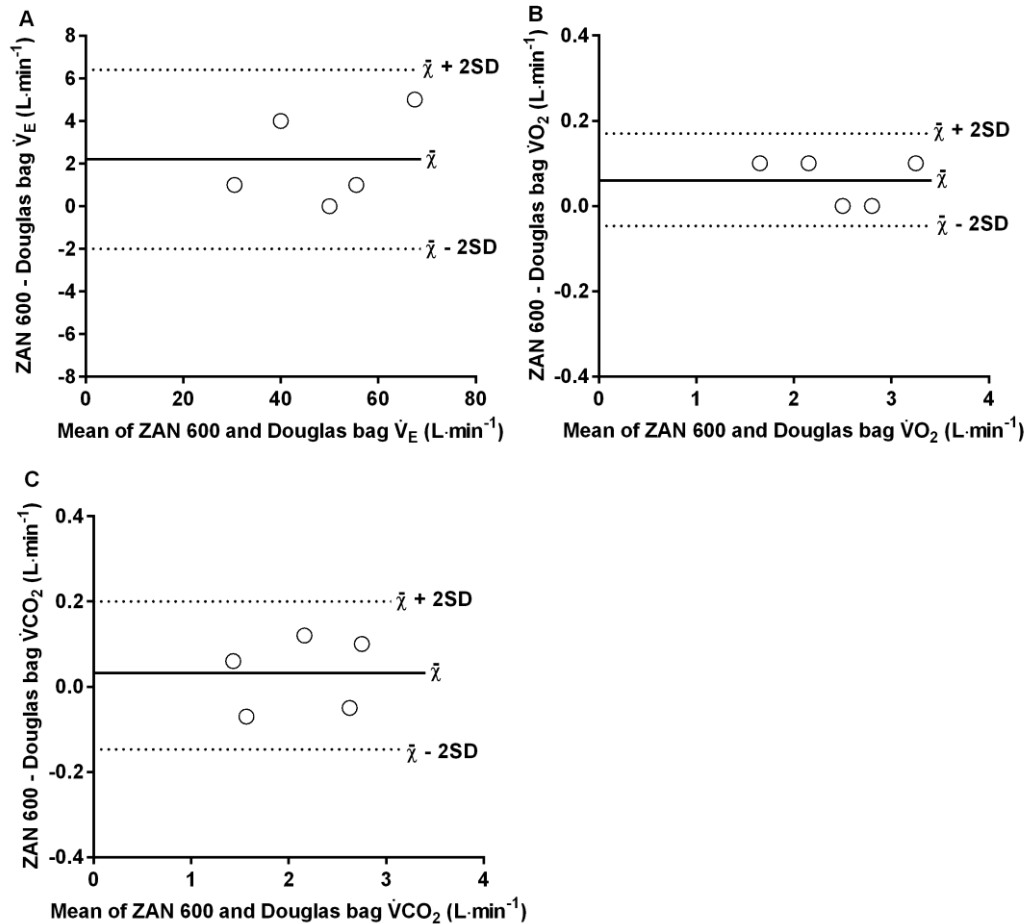 A
ZAN 600 - Douglas bag V̇E (L·min-1)
8
6
4
2
0
-2
-4
-6
-8
χ̄ + 2SD
χ̄
χ̄ - 2SD
0 20 40 60 80
Mean of ZAN 600 and Douglas bag V̇E (L·min-1)
B
ZAN 600 - Douglas bag V̇O2 (L·min-1)
0.4
0.2
0.0
-0.2
-0.4
χ̄ + 2SD
χ̄
χ̄ - 2SD
0 1 2 3 4
Mean of ZAN 600 and Douglas bag V̇O2 (L·min-1)
C
ZAN 600 - Douglas bag V̇CO2 (L·min-1)
0.4
0.2
0.0
-0.2
-0.4
χ̄ + 2SD
χ̄
χ̄ - 2SD
0 1 2 3 4
Mean of ZAN 600 and Douglas bag V̇CO2 (L·min-1)